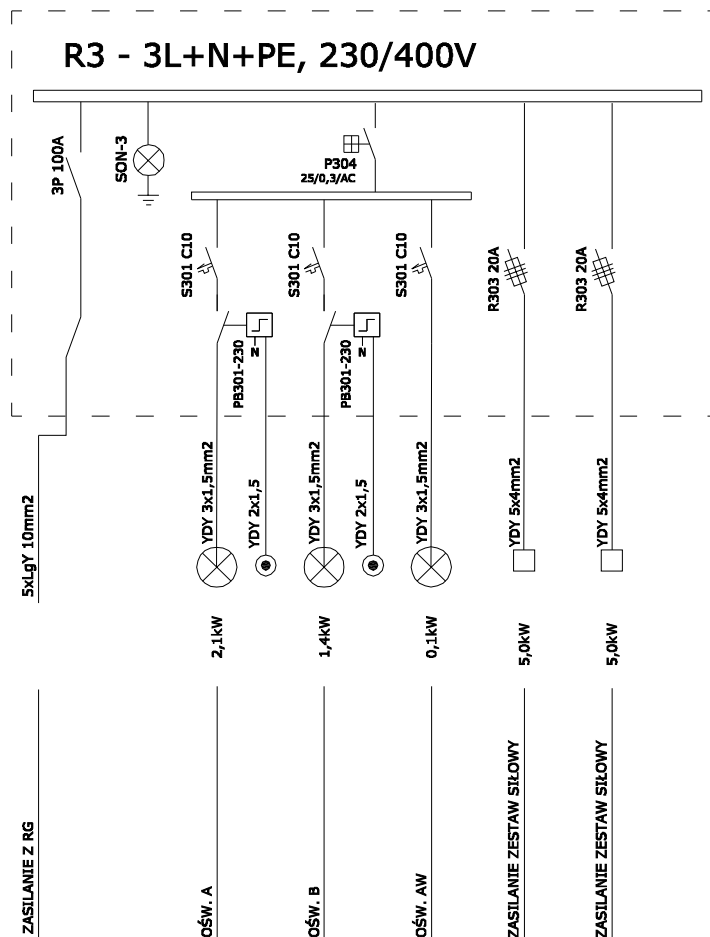 R3 - 3L+N+PE, 230/400V
3P 100A
SON-3
P304
25/0,3/AC
S301 C10
S301 C10
S301 C10
R303 20A
R303 20A
PB301-230
N
PB301-230
N
5xLgY 10mm2
YDY 3x1,5mm2
YDY 2x1,5
YDY 3x1,5mm2
YDY 2x1,5
YDY 3x1,5mm2
YDY 5x4mm2
YDY 5x4mm2
2,1kW
1,4kW
0,1kW
5,0kW
5,0kW
ZASILANIE Z RG
OŚW. A
OŚW. B
OŚW. AW
ZASILANIE ZESTAW SIŁOWY
ZASILANIE ZESTAW SIŁOWY